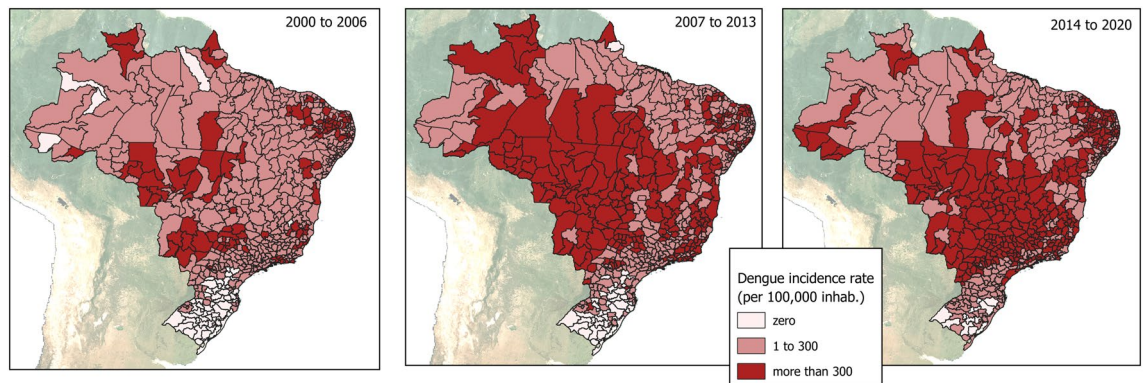 2000 to 2006
2007 to 2013
2014 to 2020
Dengue incidence rate
(per 100,000 inhab.)
zero
1 to 300
more than 300